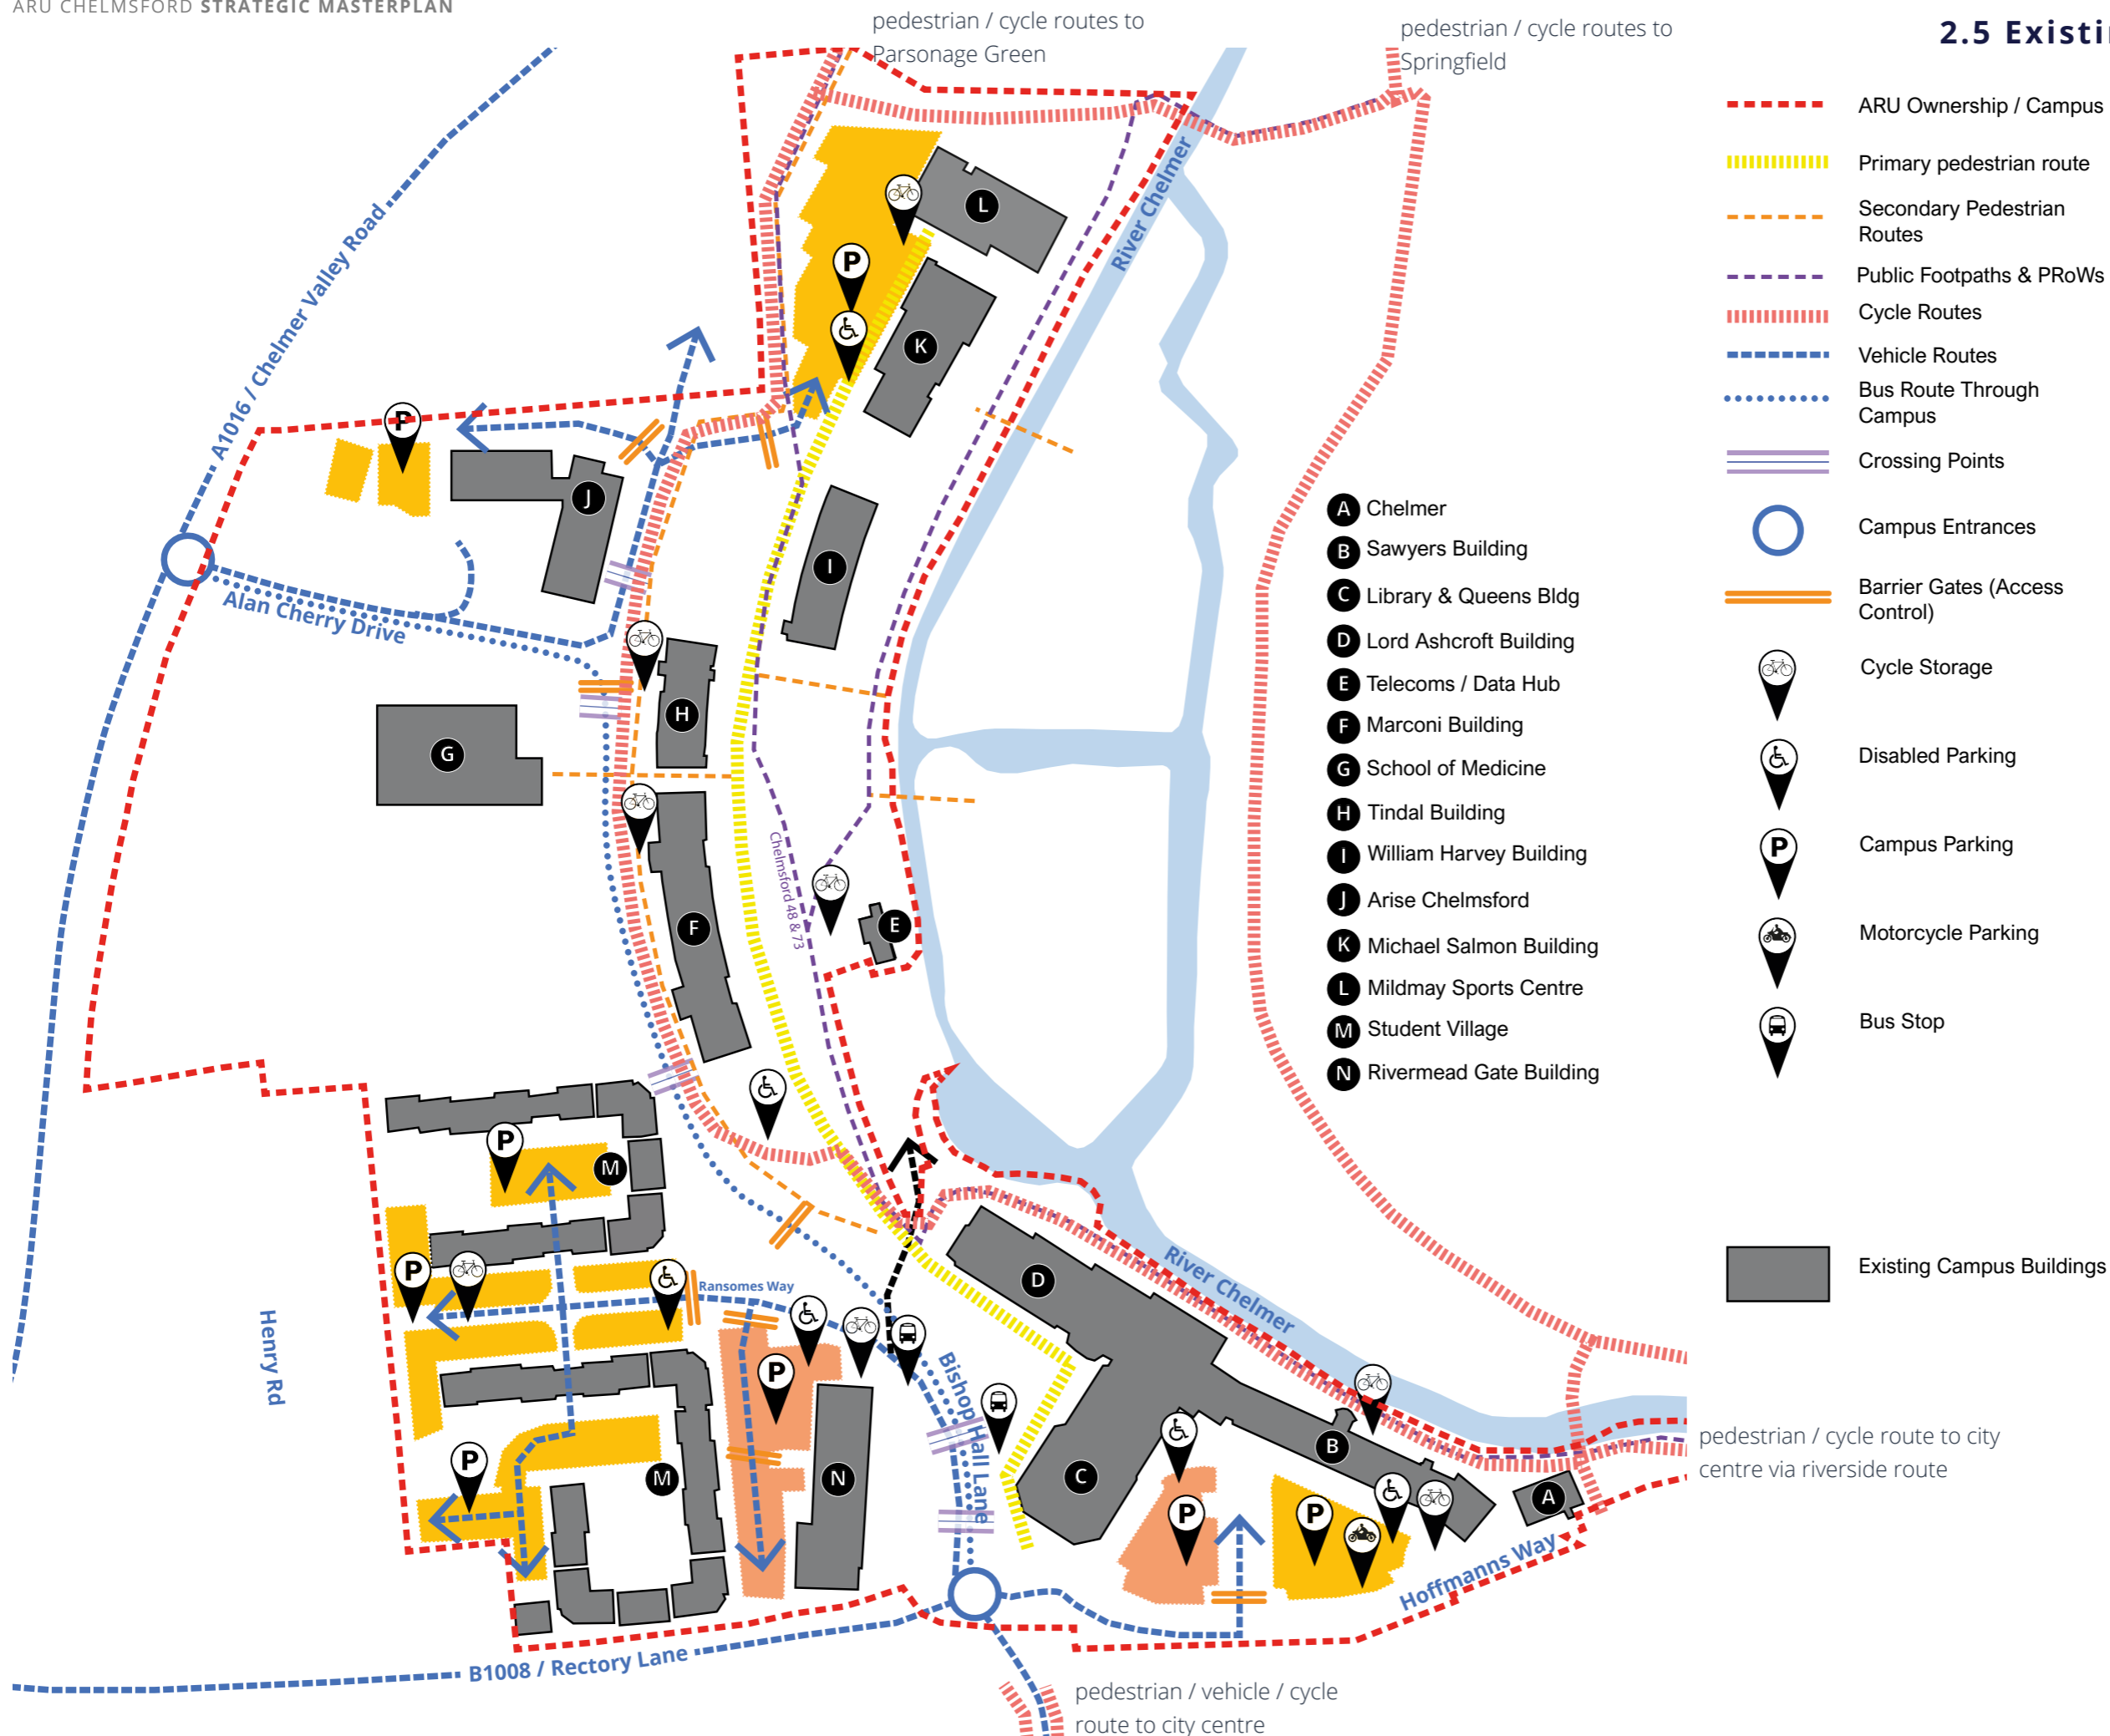 ARU CHELMSFORD STRATEGIC MASTERPLAN
pedestrian / cycle routes to
Parsonage Green
pedestrian / cycle routes to
Springfield
2.5
ARU Ownership / Campus
Primary pedestrian route
Secondary Pedestrian
Routes
Public Footpaths & PRoWs
Cycle Routes
Vehicle Routes
Bus Route Through
Campus
Crossing Points
Campus Entrances
Barrier Gates (Access
Control)
Cycle Storage
Disabled Parking
P
Campus Parking
Motorcycle Parking
Bus Stop
Existing Campus Buildings
A Chelmer
B Sawyers Building
C Library & Queens Bldg
D Lord Ashcroft Building
E Telecoms / Data Hub
F Marconi Building
G School of Medicine
H Tindal Building
I William Harvey Building
J Arise Chelmsford
K Michael Salmon Building
L Mildmay Sports Centre
M Student Village
N Rivermead Gate Building
A1016 / Chelmer Valley Road
River Chelmer
L
P
K
P
J
I
Alan Cherry Drive
H
G
Chelmsford 48 & 73
F
E
P
M
P
Ransomes Way
D
River Chelmer
Henry Rd
P
Bishop Hall Lane
B
P
M
N
C
P
P
A
Hoffmanns Way
B1008 / Rectory Lane
pedestrian / cycle route to city
centre via riverside route
pedestrian / vehicle / cycle
route to city centre